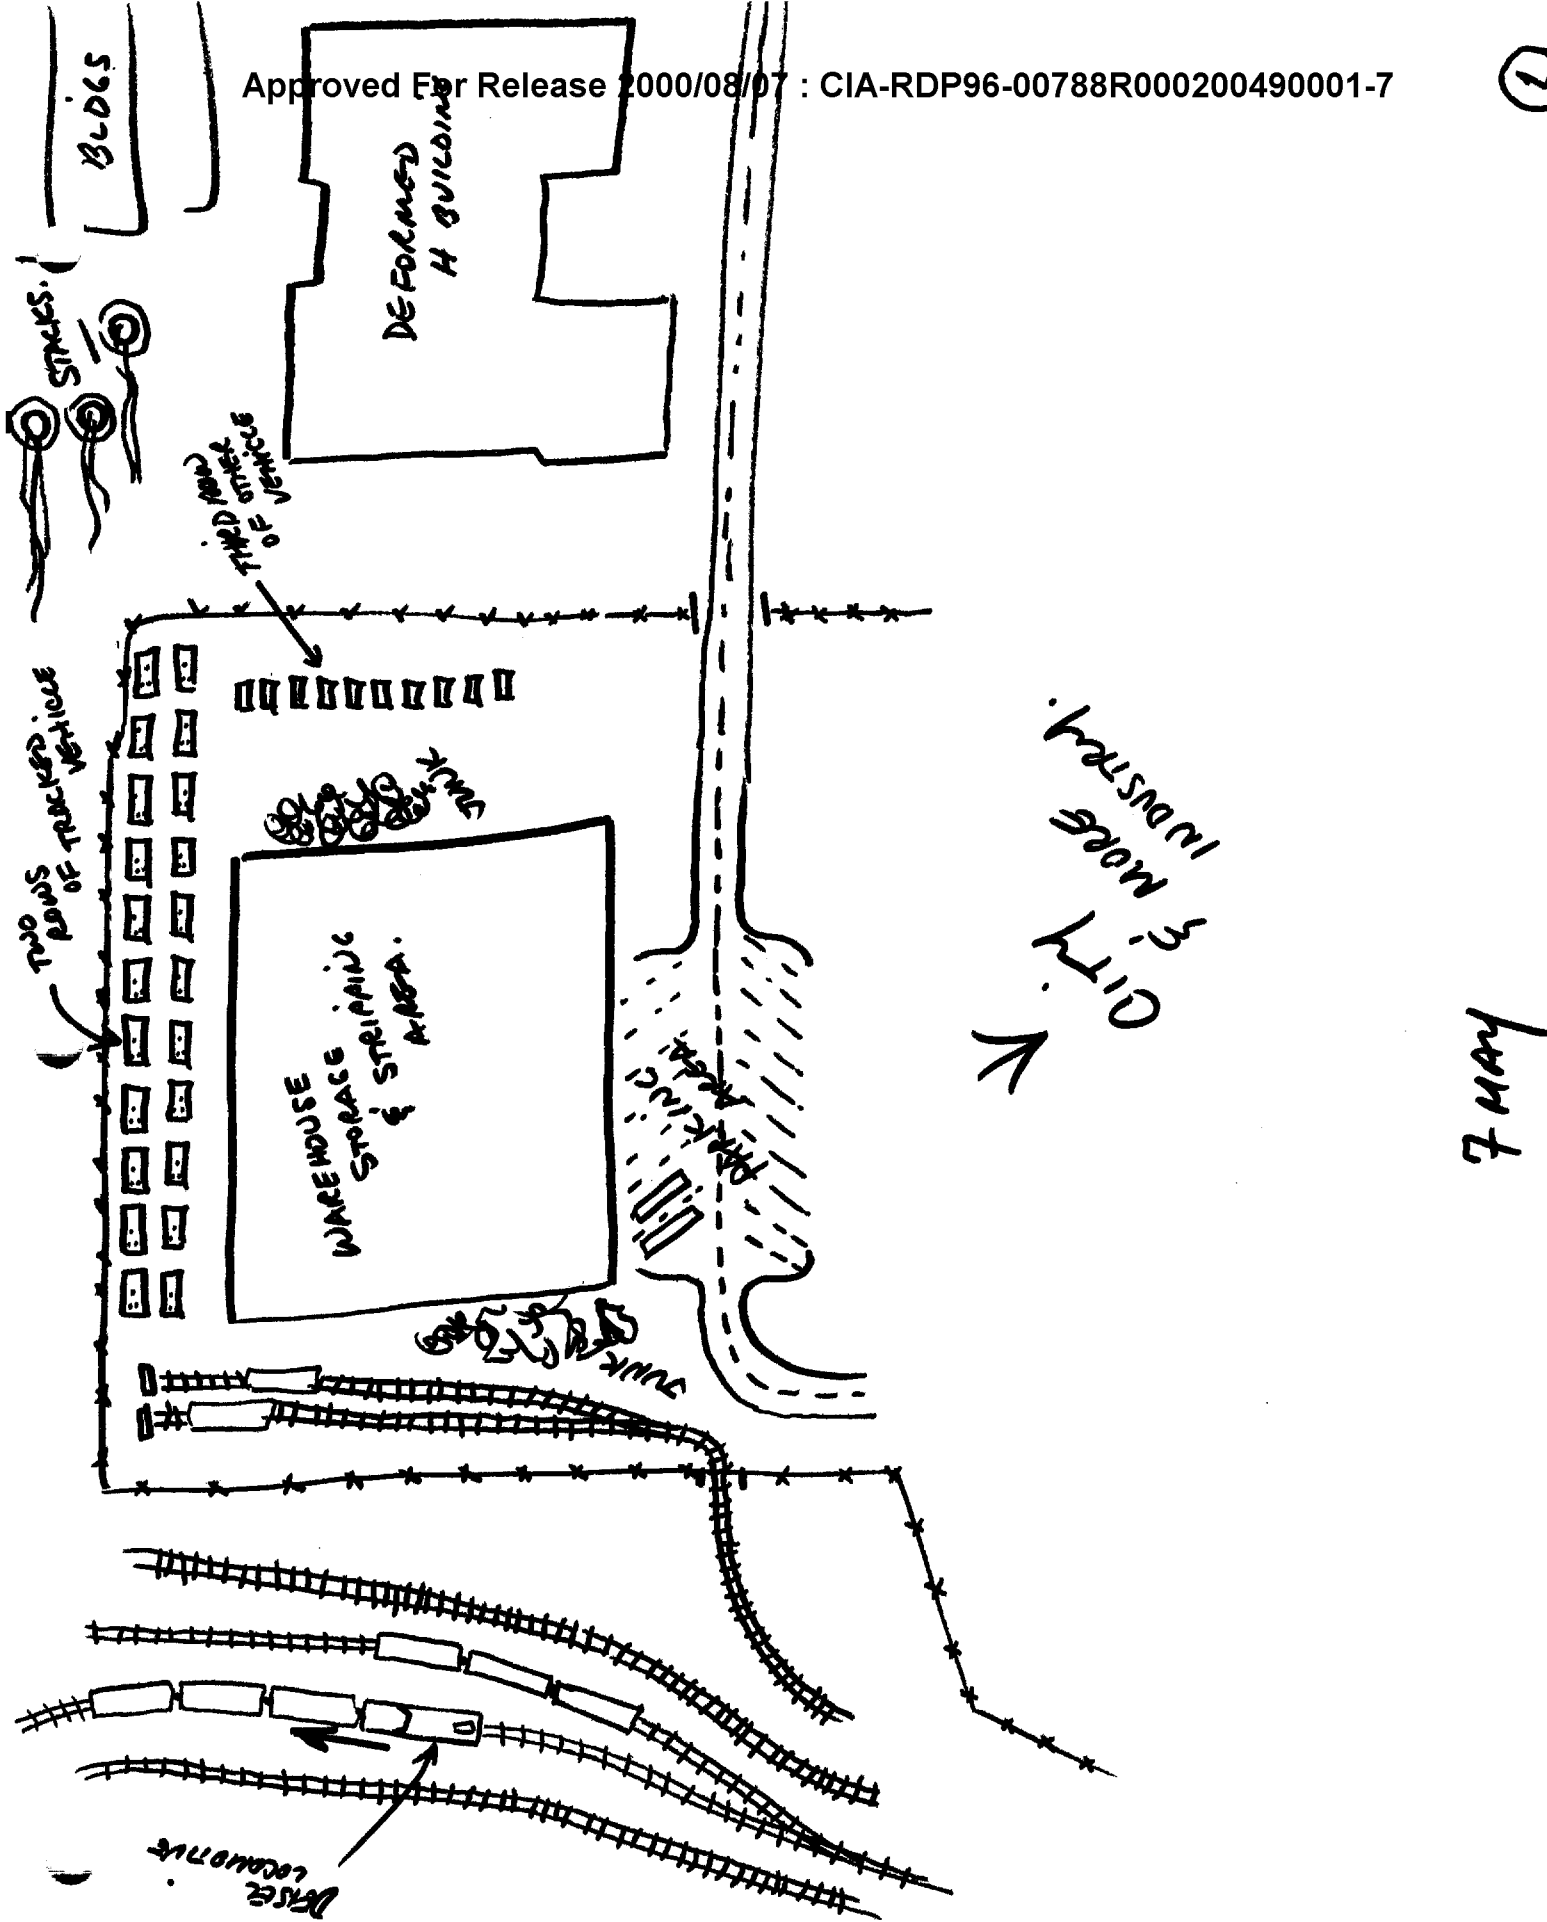 Approved For Release 2000/08/07 : CIA-RDP96-00788R000200490001-7
1
BLDGS
STACKS.
DEFORMED
H BUILDING
THIRD ROW
OF OTHER
VEHICLE
TWO
ROWS
OF TRACKED
VEHICLE
JUNK
WAREHOUSE
STORAGE
& STRIPPING
AREA.
PARKING
AREA.
CITY
& MORE
INDUSTRY.
7 MAY
JUNK
LOCOMOTIVE